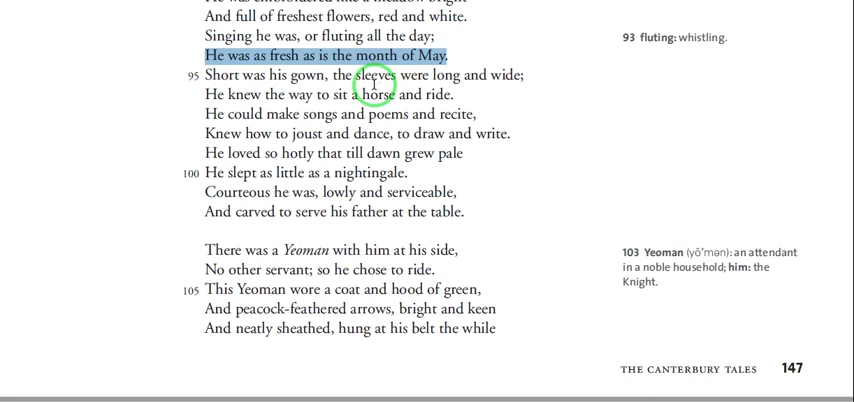 And full of freshest flowers, red and white.
Singing he was, or fluting all the day;
He was as fresh as is the month of May.
95 Short was his gown, the sleeves were long and wide;
He knew the way to sit a horse and ride.
He could make songs and poems and recite,
Knew how to joust and dance, to draw and write.
He loved so hotly that till dawn grew pale
100 He slept as little as a nightingale.
Courteous he was, lowly and serviceable,
And carved to serve his father at the table.
There was a Yeoman with him at his side,
No other servant; so he chose to ride.
105 This Yeoman wore a coat and hood of green,
And peacock-feathered arrows, bright and keen
And neatly sheathed, hung at his belt the while
93 fluting: whistling.
103 Yeoman (yōʹmən): an attendant
in a noble household; him: the
Knight.
THE CANTERBURY TALES 147